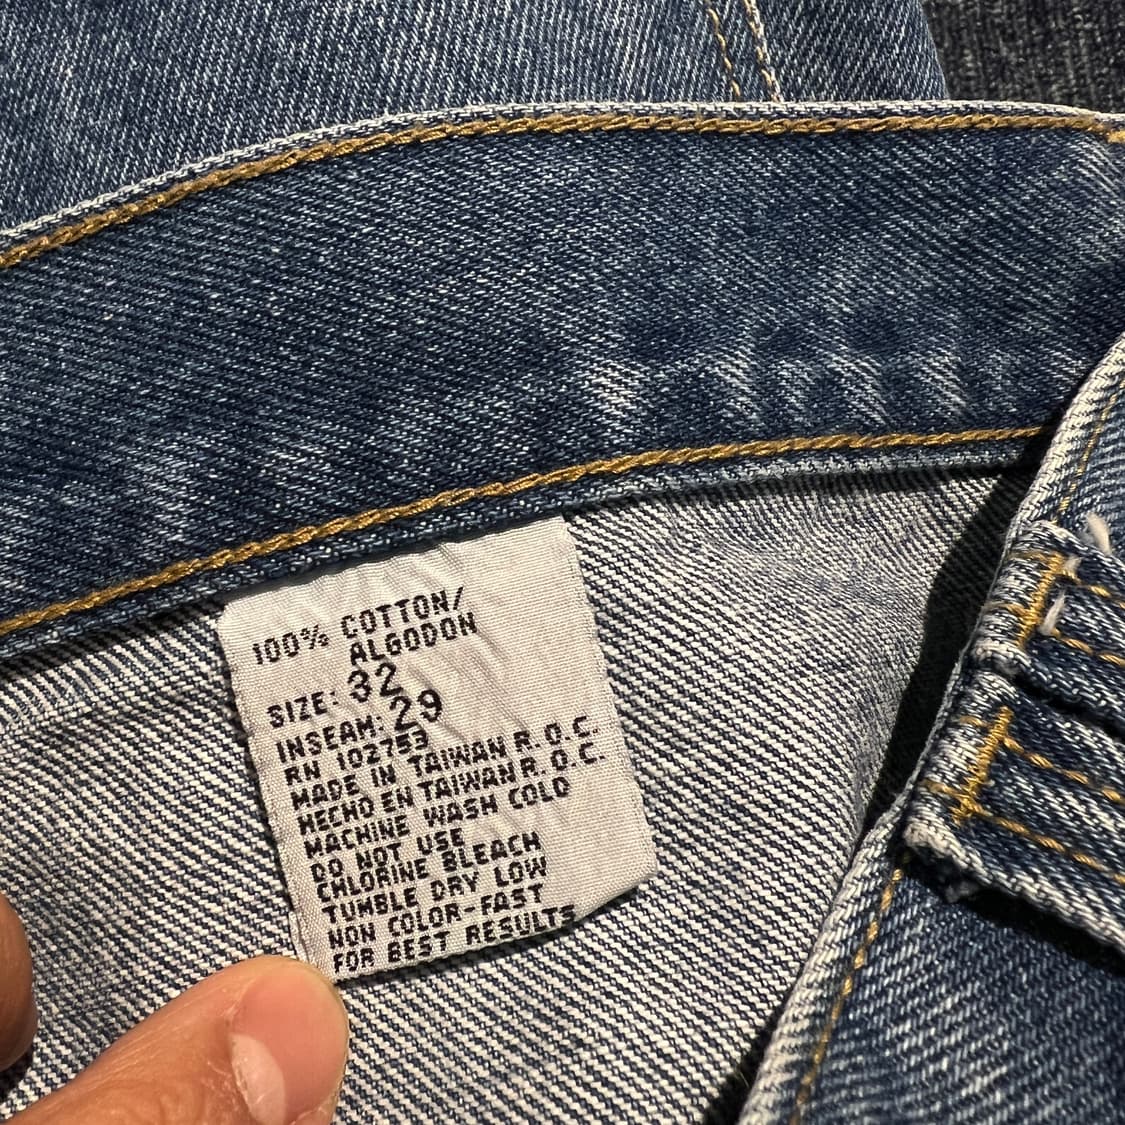 100% COTTON/
ALGODON
SIZE: 32
INSEAM: 29
RN 102753
MADE IN TAIWAN R.O.C.
HECHO EN TAIWAN R.O.C.
MACHINE WASH COLD
DO NOT USE
CHLORINE BLEACH
TUMBLE DRY LOW
NON COLOR-FAST
FOR BEST RESULTS